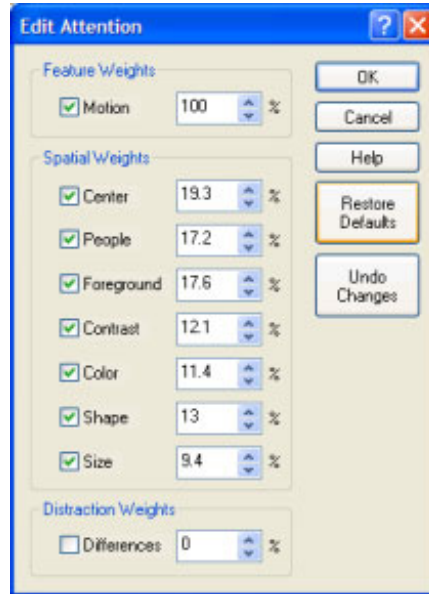 Edit Attention
Feature Weights
Motion 100 %
Spatial Weights
Center 19.3 %
People 17.2 %
Foreground 17.6 %
Contrast 12.1 %
Color 11.4 %
Shape 13 %
Size 9.4 %
Distraction Weights
Differences 0 %
OK
Cancel
Help
Restore
Defaults
Undo
Changes